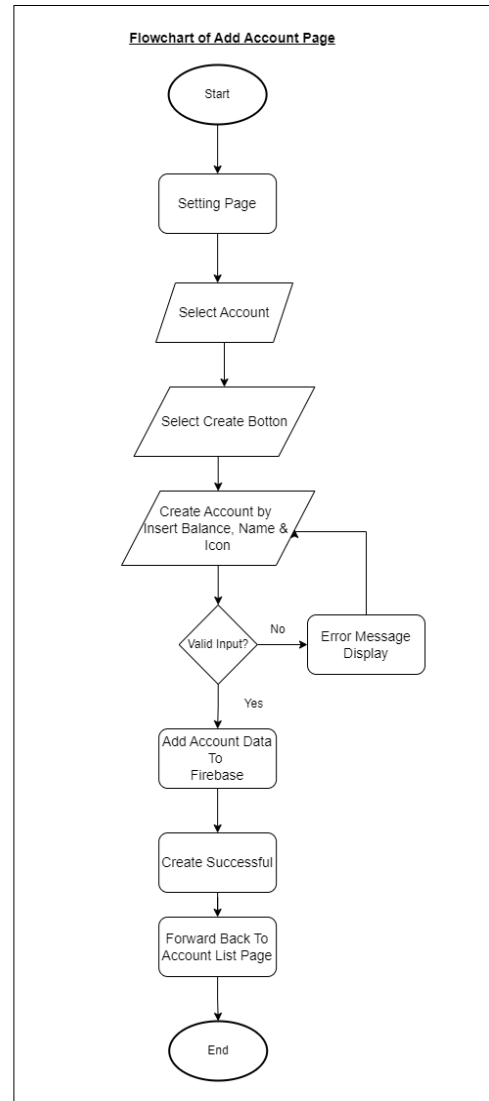 Flowchart of Add Account Page
Start
Setting Page
Select Account
Select Create Botton
Create Account by
Insert Balance, Name &
Icon
Valid Input?
No
Error Message
Display
Yes
Add Account Data
To
Firebase
Create Successful
Forward Back To
Account List Page
End